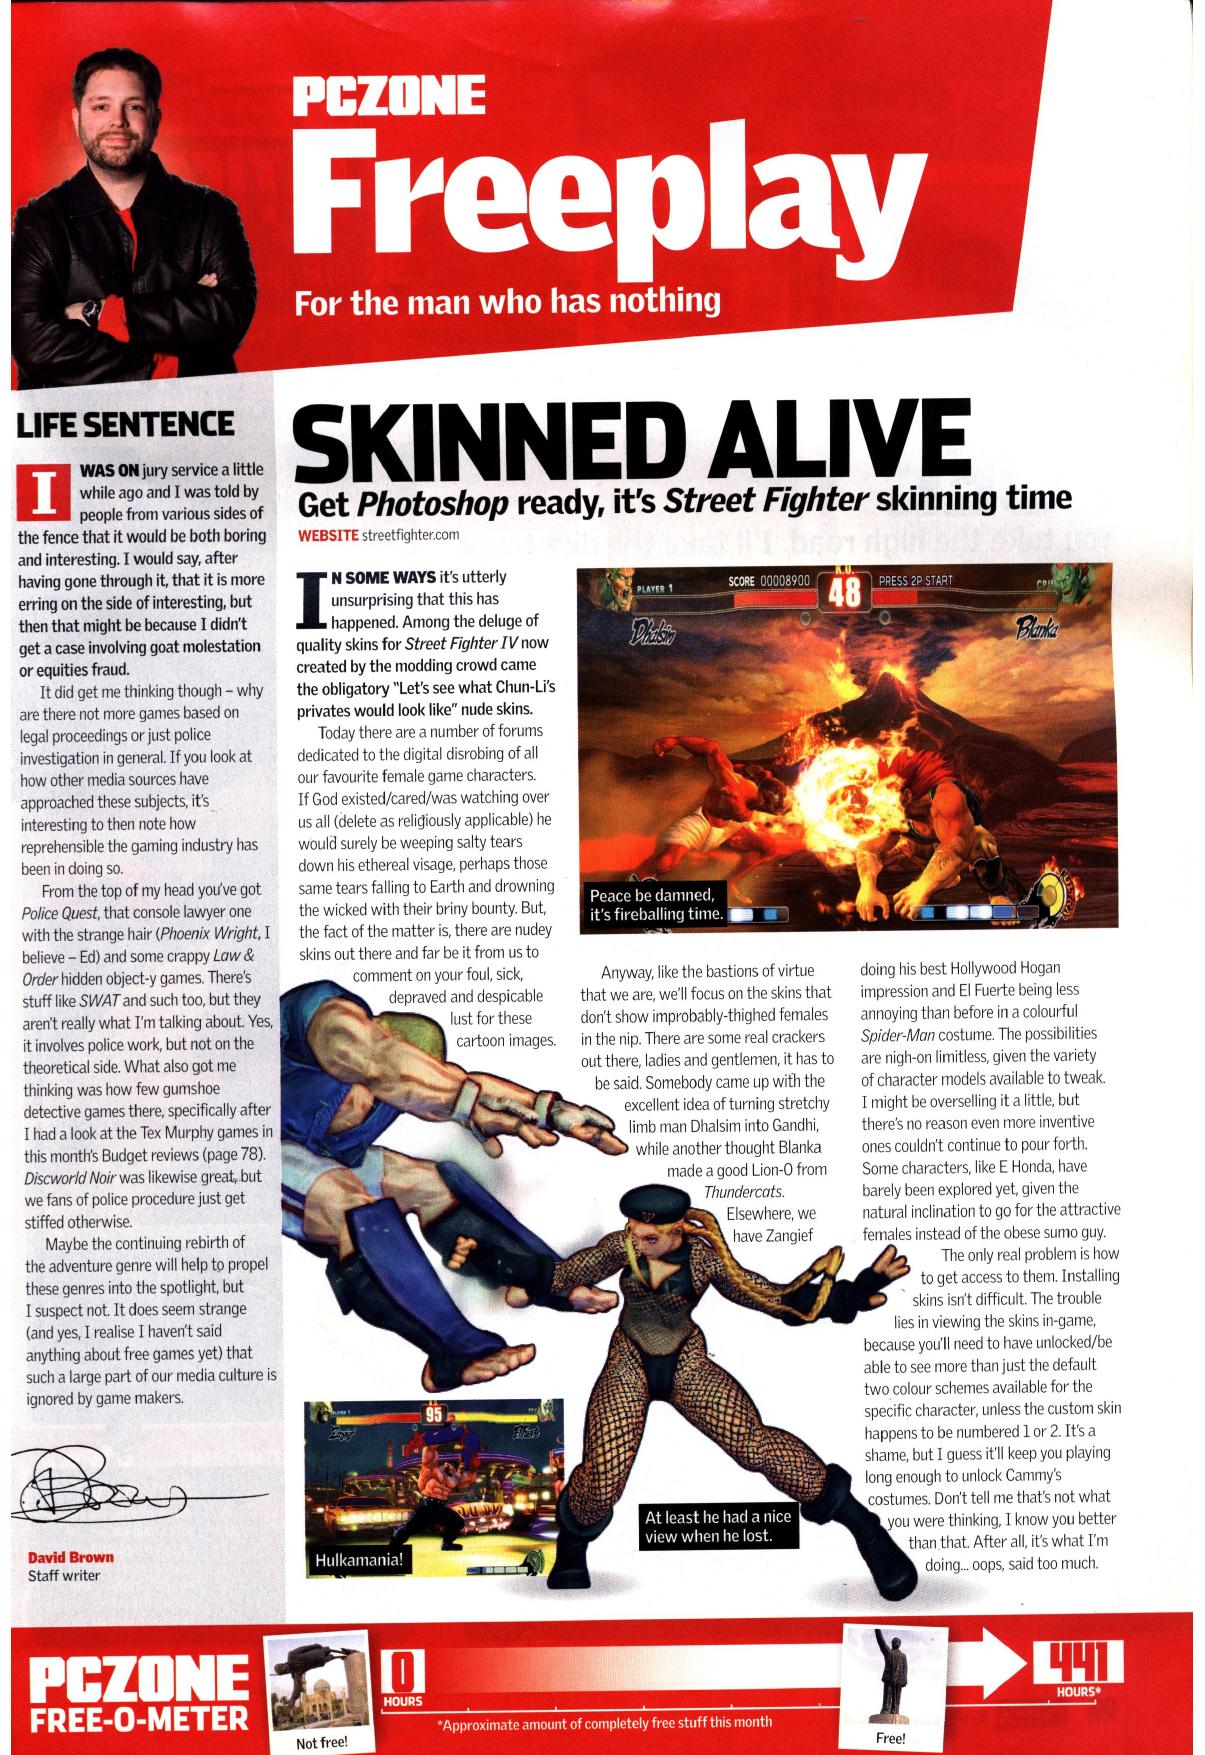 PCZONE
Freeplay
For the man who has nothing
LIFE SENTENCE
I WAS ON jury service a little
while ago and I was told by
people from various sides of
the fence that it would be both boring
and interesting. I would say, after
having gone through it, that it is more
erring on the side of interesting, but
then that might be because I didn't
get a case involving goat molestation
or equities fraud.
It did get me thinking though – why
are there not more games based on
legal proceedings or just police
investigation in general. If you look at
how other media sources have
approached these subjects, it's
interesting to then note how
reprehensible the gaming industry has
been in doing so.
From the top of my head you've got
Police Quest, that console lawyer one
with the strange hair (Phoenix Wright, I
believe – Ed) and some crappy Law &
Order hidden object-y games. There's
stuff like SWAT and such too, but they
aren't really what I'm talking about. Yes,
it involves police work, but not on the
theoretical side. What also got me
thinking was how few gumshoe
detective games there, specifically after
I had a look at the Tex Murphy games in
this month's Budget reviews (page 78).
Discworld Noir was likewise great, but
we fans of police procedure just get
stiffed otherwise.
Maybe the continuing rebirth of
the adventure genre will help to propel
these genres into the spotlight, but
I suspect not. It does seem strange
(and yes, I realise I haven't said
anything about free games yet) that
such a large part of our media culture is
ignored by game makers.
David Brown
Staff writer
SKINNED ALIVE
Get Photoshop ready, it's Street Fighter skinning time
WEBSITE streetfighter.com
IN SOME WAYS it's utterly
unsurprising that this has
happened. Among the deluge of
quality skins for Street Fighter IV now
created by the modding crowd came
the obligatory "Let's see what Chun-Li's
privates would look like" nude skins.
Today there are a number of forums
dedicated to the digital disrobing of all
our favourite female game characters.
If God existed/cared/was watching over
us all (delete as religiously applicable) he
would surely be weeping salty tears
down his ethereal visage, perhaps those
same tears falling to Earth and drowning
the wicked with their briny bounty. But,
the fact of the matter is, there are nudey
skins out there and far be it from us to
comment on your foul, sick,
depraved and despicable
lust for these
cartoon images.
PLAYER 1
SCORE 00008900
K.O.
48
PRESS 2P START
CPU
Dhalsim
Blanka
Peace be damned,
it's fireballing time.
Anyway, like the bastions of virtue
that we are, we'll focus on the skins that
don't show improbably-thighed females
in the nip. There are some real crackers
out there, ladies and gentlemen, it has to
be said. Somebody came up with the
excellent idea of turning stretchy
limb man Dhalsim into Gandhi,
while another thought Blanka
made a good Lion-O from
Thundercats.
Elsewhere, we
have Zangief
doing his best Hollywood Hogan
impression and El Fuerte being less
annoying than before in a colourful
Spider-Man costume. The possibilities
are nigh-on limitless, given the variety
of character models available to tweak.
I might be overselling it a little, but
there's no reason even more inventive
ones couldn't continue to pour forth.
Some characters, like E Honda, have
barely been explored yet, given the
natural inclination to go for the attractive
females instead of the obese sumo guy.
The only real problem is how
to get access to them. Installing
skins isn't difficult. The trouble
lies in viewing the skins in-game,
because you'll need to have unlocked/be
able to see more than just the default
two colour schemes available for the
specific character, unless the custom skin
happens to be numbered 1 or 2. It's a
shame, but I guess it'll keep you playing
long enough to unlock Cammy's
costumes. Don't tell me that's not what
you were thinking, I know you better
than that. After all, it's what I'm
doing... oops, said too much.
95
Hulkamania!
At least he had a nice
view when he lost.
PCZONE
FREE-O-METER
Not free!
0
HOURS
*Approximate amount of completely free stuff this month
Free!
441
HOURS*